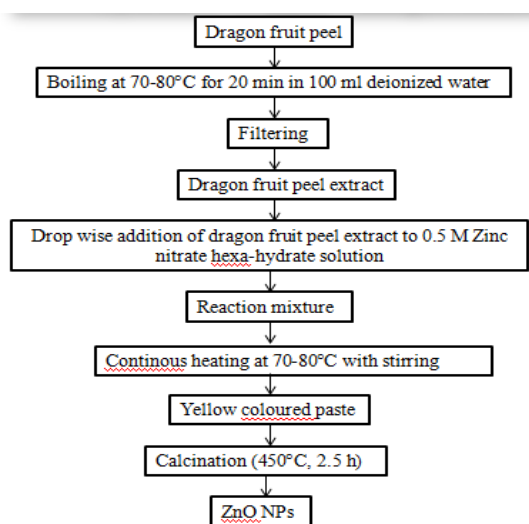 Dragon fruit peel
Boiling at 70-80°C for 20 min in 100 ml deionized water
Filtering
Dragon fruit peel extract
Drop wise addition of dragon fruit peel extract to 0.5 M Zinc
nitrate hexa-hydrate solution
Reaction mixture
Continous heating at 70-80°C with stirring
Yellow coloured paste
Calcination (450°C, 2.5 h)
ZnO NPs